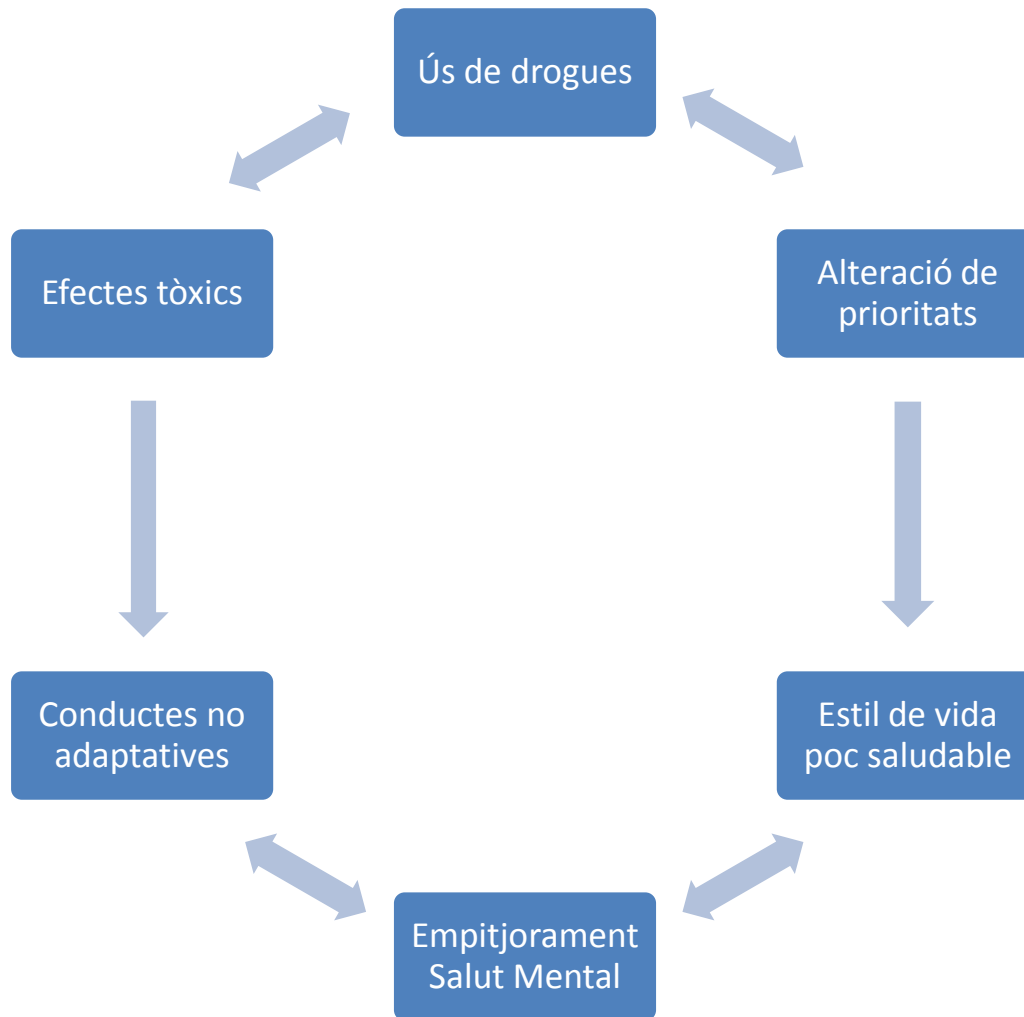 Ús de drogues
Efectes tòxics
Alteració de
prioritats
Conductes no
adaptatives
Estil de vida
poc saludable
Empitjorament
Salut Mental